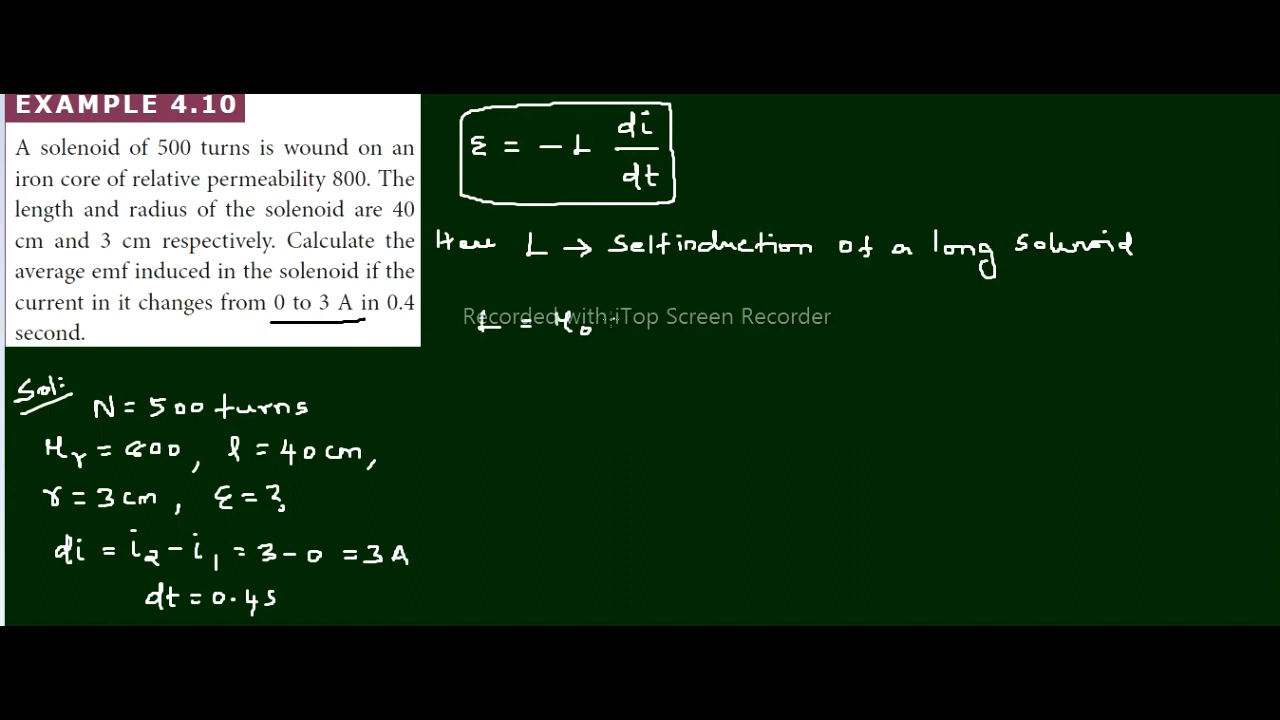 EXAMPLE 4.10
A solenoid of 500 turns is wound on an
iron core of relative permeability 800. The
length and radius of the solenoid are 40
cm and 3 cm respectively. Calculate the
average emf induced in the solenoid if the
current in it changes from 0 to 3 A in 0.4
second.
Sol:
N = 500 turns
μr = 800, l = 40 cm,
r = 3 cm, ε = ?
di = i2 - i1 = 3 - 0 = 3 A
dt = 0.4 s
ε = - L di/dt
Here L → Self induction of a long solenoid
L = μ0
Recorded with iTop Screen Recorder